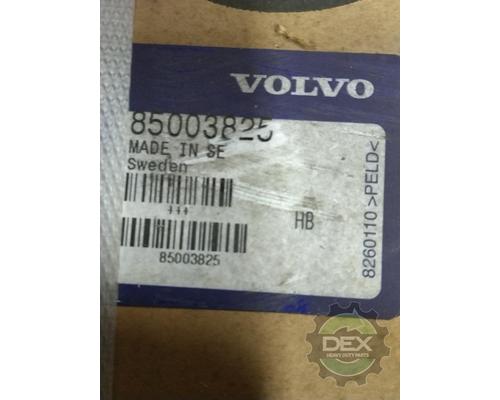 VOLVO
85003825
MADE IN SE
Sweden
+++
HB
85003825
8260110 >PELD<
DEX
HEAVY DUTY PARTS